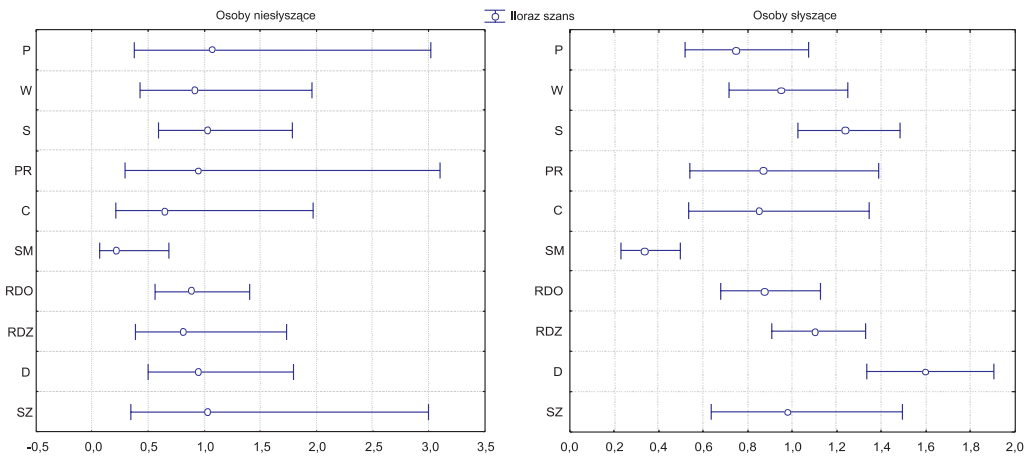 Osoby niesłyszące
Iloraz szans
Osoby słyszące
P
W
S
PR
C
SM
RDO
RDZ
D
SZ
-0,5 0,0 0,5 1,0 1,5 2,0 2,5 3,0 3,5
P
W
S
PR
C
SM
RDO
RDZ
D
SZ
0,0 0,2 0,4 0,6 0,8 1,0 1,2 1,4 1,6 1,8 2,0